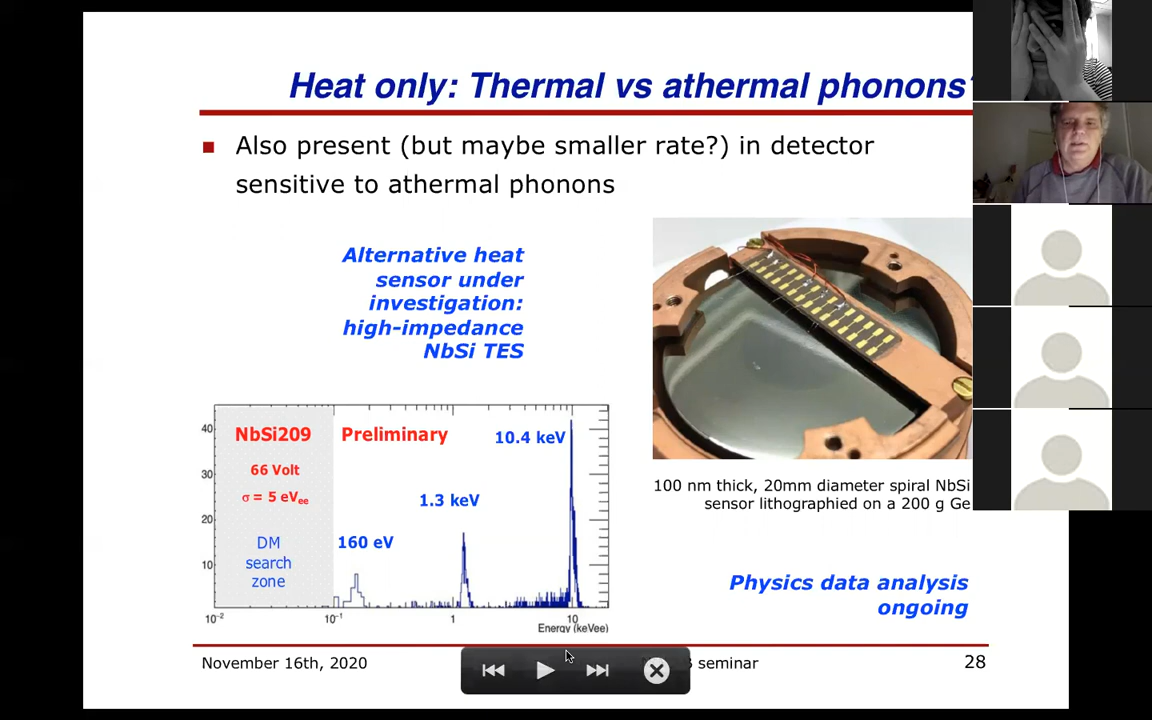 Heat only: Thermal vs athermal phonons
■ Also present (but maybe smaller rate?) in detector
sensitive to athermal phonons
Alternative heat
sensor under
investigation:
high-impedance
NbSi TES
NbSi209 Preliminary 10.4 keV
66 Volt
σ = 5 eVee
1.3 keV
DM
search
zone
160 eV
40
30
20
10
10⁻² 10⁻¹ 1 10
Energy (keVee)
100 nm thick, 20mm diameter spiral NbSi
sensor lithographied on a 200 g Ge
Physics data analysis
ongoing
November 16th, 2020 seminar 28